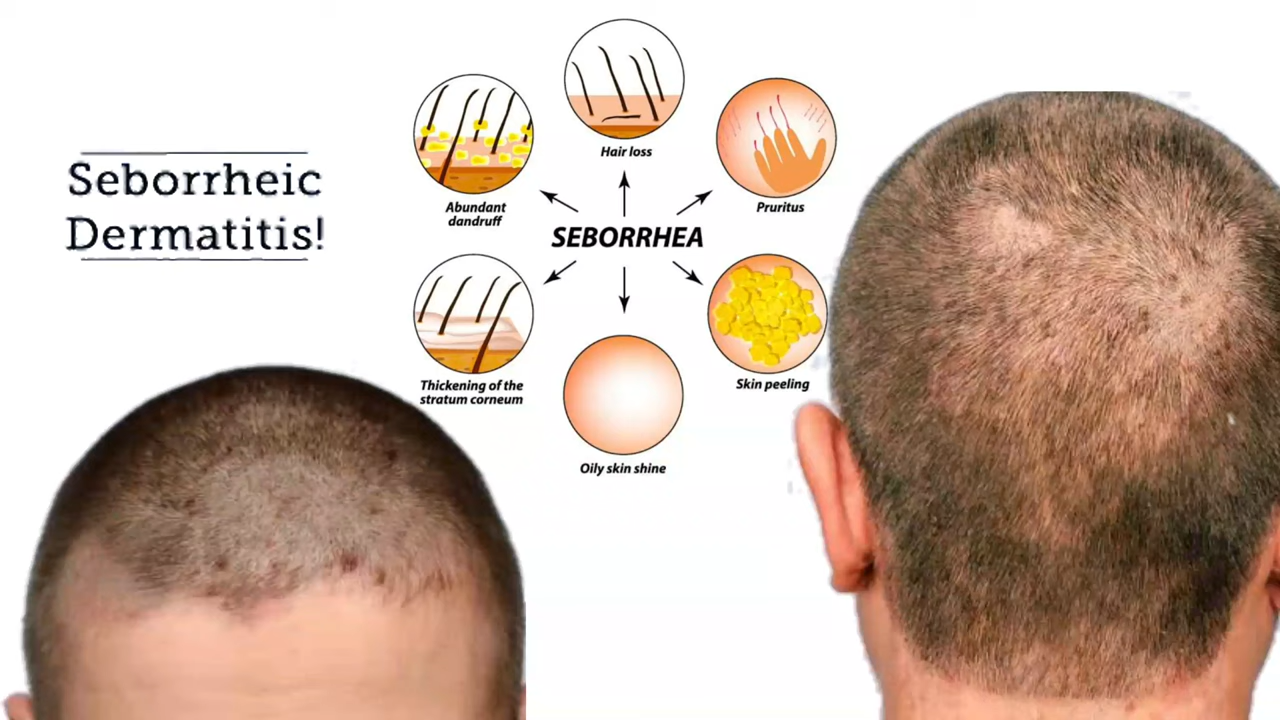 Seborrheic
Dermatitis!
Hair loss
Abundant
dandruff
Pruritus
SEBORRHEA
Thickening of the
stratum corneum
Skin peeling
Oily skin shine